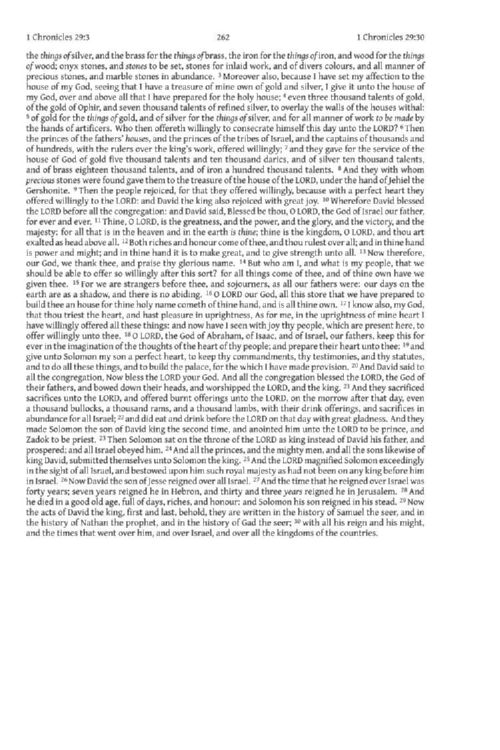 1 Chronicles 29:3 262 1 Chronicles 29:30
the things of silver, and the brass for the things of brass, the iron for the things of iron, and wood for the things
of wood; onyx stones, and stones to be set, stones for inlaid work, and of divers colours, and all manner of
precious stones, and marble stones in abundance. 3 Moreover also, because I have set my affection to the
house of my God, seeing that I have a treasure of mine own of gold and silver, I give it unto the house of
my God, over and above all that I have prepared for the holy house; 4 even three thousand talents of gold,
of the gold of Ophir, and seven thousand talents of refined silver, to overlay the walls of the houses withal:
5 of gold for the things of gold, and of silver for the things of silver, and for all manner of work to be made by
the hands of artificers. Who then offereth willingly to consecrate himself this day unto the LORD? 6 Then
the princes of the fathers' houses, and the princes of the tribes of Israel, and the captains of thousands and
of hundreds, with the rulers over the king's work, offered willingly; 7 and they gave for the service of the
house of God of gold five thousand talents and ten thousand darics, and of silver ten thousand talents,
and of brass eighteen thousand talents, and of iron a hundred thousand talents. 8 And they with whom
precious stones were found gave them to the treasure of the house of the LORD, under the hand of Jehiel the
Gershonite. 9 Then the people rejoiced, for that they offered willingly, because with a perfect heart they
offered willingly to the LORD: and David the king also rejoiced with great joy. 10 Wherefore David blessed
the LORD before all the congregation: and David said, Blessed be thou, O LORD, the God of Israel our father,
for ever and ever. 11 Thine, O LORD, is the greatness, and the power, and the glory, and the victory, and the
majesty: for all that is in the heaven and in the earth is thine; thine is the kingdom, O LORD, and thou art
exalted as head above all. 12 Both riches and honour come of thee, and thou rulest over all; and in thine hand
is power and might; and in thine hand it is to make great, and to give strength unto all. 13 Now therefore,
our God, we thank thee, and praise thy glorious name. 14 But who am I, and what is my people, that we
should be able to offer so willingly after this sort? for all things come of thee, and of thine own have we
given thee. 15 For we are strangers before thee, and sojourners, as all our fathers were: our days on the
earth are as a shadow, and there is no abiding. 16 O LORD our God, all this store that we have prepared to
build thee an house for thine holy name cometh of thine hand, and is all thine own. 17 I know also, my God,
that thou triest the heart, and hast pleasure in uprightness. As for me, in the uprightness of mine heart I
have willingly offered all these things: and now have I seen with joy thy people, which are present here, to
offer willingly unto thee. 18 O LORD, the God of Abraham, of Isaac, and of Israel, our fathers, keep this for
ever in the imagination of the thoughts of the heart of thy people, and prepare their heart unto thee: 19 and
give unto Solomon my son a perfect heart, to keep thy commandments, thy testimonies, and thy statutes,
and to do all these things, and to build the palace, for the which I have made provision. 20 And David said to
all the congregation, Now bless the LORD your God. And all the congregation blessed the LORD, the God of
their fathers, and bowed down their heads, and worshipped the LORD, and the king. 21 And they sacrificed
sacrifices unto the LORD, and offered burnt offerings unto the LORD, on the morrow after that day, even
a thousand bullocks, a thousand rams, and a thousand lambs, with their drink offerings, and sacrifices in
abundance for all Israel; 22 and did eat and drink before the LORD on that day with great gladness. And they
made Solomon the son of David king the second time, and anointed him unto the LORD to be prince, and
Zadok to be priest. 23 Then Solomon sat on the throne of the LORD as king instead of David his father, and
prospered; and all Israel obeyed him. 24 And all the princes, and the mighty men, and all the sons likewise of
king David, submitted themselves unto Solomon the king. 25 And the LORD magnified Solomon exceedingly
in the sight of all Israel, and bestowed upon him such royal majesty as had not been on any king before him
in Israel. 26 Now David the son of Jesse reigned over all Israel. 27 And the time that he reigned over Israel was
forty years; seven years reigned he in Hebron, and thirty and three years reigned he in Jerusalem. 28 And
he died in a good old age, full of days, riches, and honour: and Solomon his son reigned in his stead. 29 Now
the acts of David the king, first and last, behold, they are written in the history of Samuel the seer, and in
the history of Nathan the prophet, and in the history of Gad the seer; 30 with all his reign and his might,
and the times that went over him, and over Israel, and over all the kingdoms of the countries.